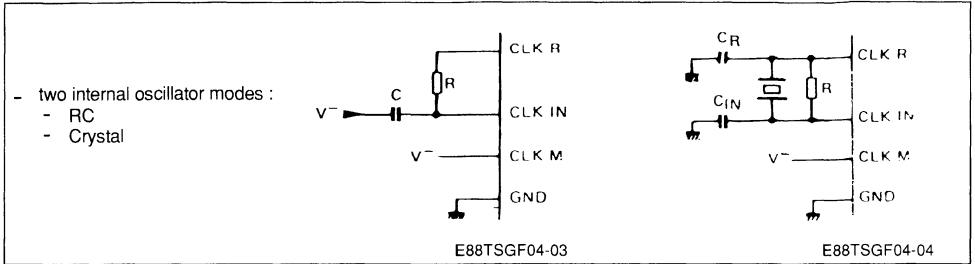 - two internal oscillator modes :
- RC
- Crystal
CLK R
R
C
V− CLK IN
V− CLK M
GND
E88TSGF04-03
CR
CLK R
R
CIN
CLK IN
V− CLK M
GND
E88TSGF04-04